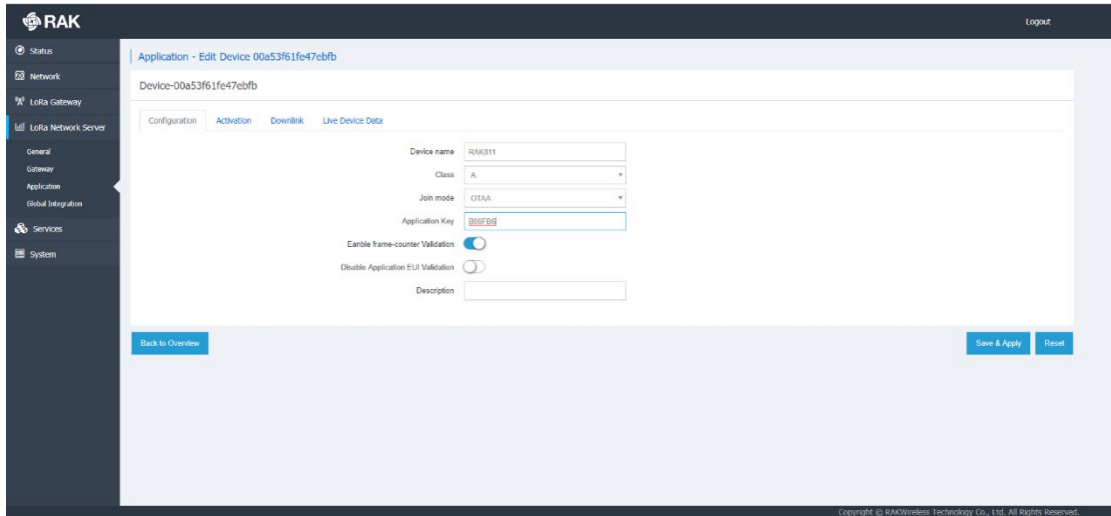 RAK
Logout
Status
Network
LoRa Gateway
LoRa Network Server
General
Gateway
Application
Global Integration
Services
System
Application - Edit Device 00a53f61fe47ebfb
Device-00a53f61fe47ebfb
Configuration Activation Downlink Live Device Data
Device name RAK811
Class A
Join mode OTAA
Application Key B05FB6
Eanble frame-counter Validation
Disable Application EUI Validation
Description
Back to Overview Save & Apply Reset
Copyright © RAKWireless Technology Co., Ltd. All Rights Reserved.